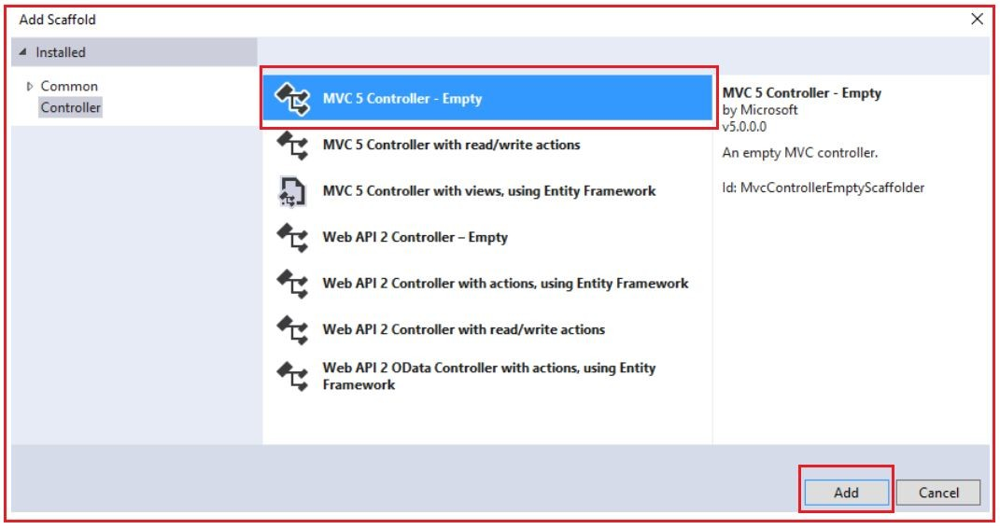 Add Scaffold
Installed
Common
Controller
MVC 5 Controller - Empty
MVC 5 Controller with read/write actions
MVC 5 Controller with views, using Entity Framework
Web API 2 Controller – Empty
Web API 2 Controller with actions, using Entity Framework
Web API 2 Controller with read/write actions
Web API 2 OData Controller with actions, using Entity
Framework
MVC 5 Controller - Empty
by Microsoft
v5.0.0.0
An empty MVC controller.
Id: MvcControllerEmptyScaffolder
Add
Cancel